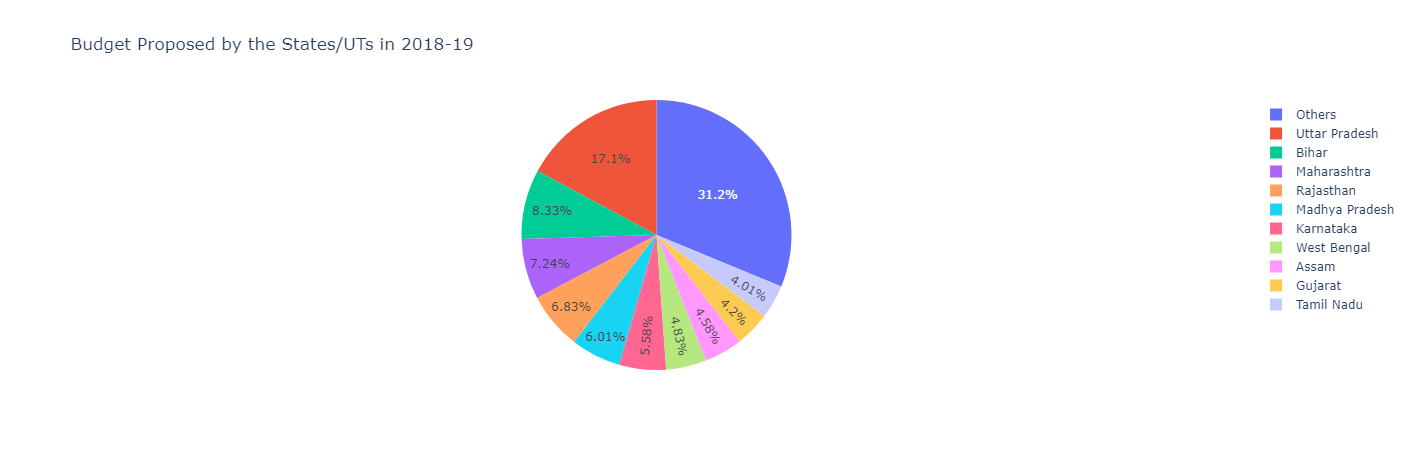 Budget Proposed by the States/UTs in 2018-19
17.1%
31.2%
8.33%
7.24%
6.83%
6.01%
5.58%
4.83%
4.58%
4.2%
4.01%
Others
Uttar Pradesh
Bihar
Maharashtra
Rajasthan
Madhya Pradesh
Karnataka
West Bengal
Assam
Gujarat
Tamil Nadu